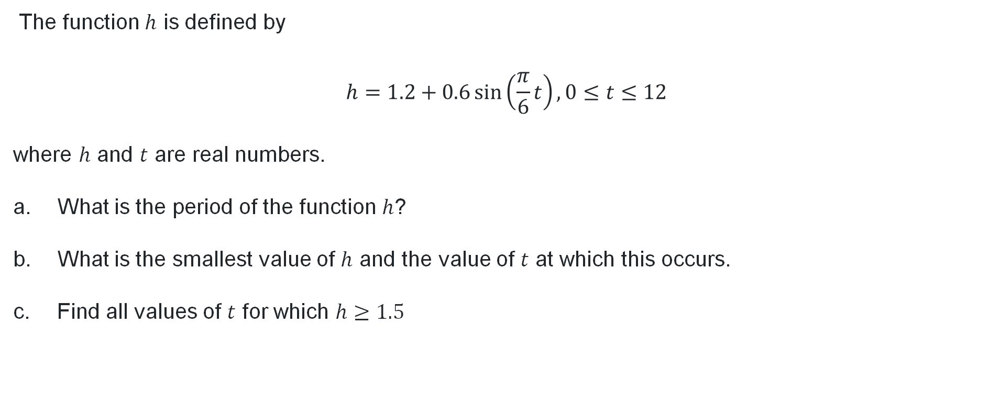 The function h is defined by
h = 1.2 + 0.6 sin(π/6 t), 0 ≤ t ≤ 12
where h and t are real numbers.
a. What is the period of the function h?
b. What is the smallest value of h and the value of t at which this occurs.
c. Find all values of t for which h ≥ 1.5